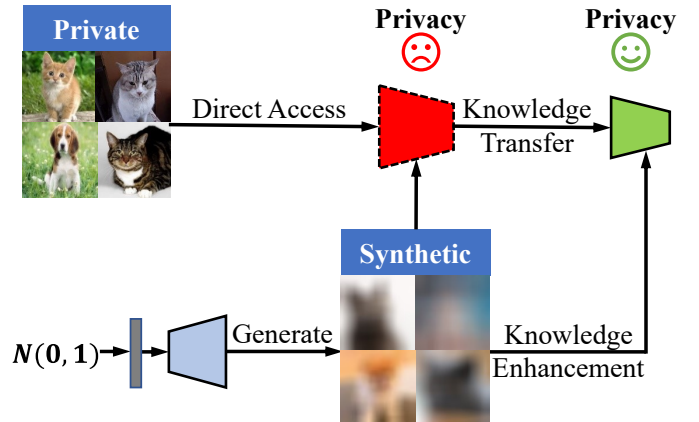 Privacy
Privacy
Private
Direct Access
Knowledge
Transfer
Synthetic
N(0, 1)
Generate
Knowledge
Enhancement